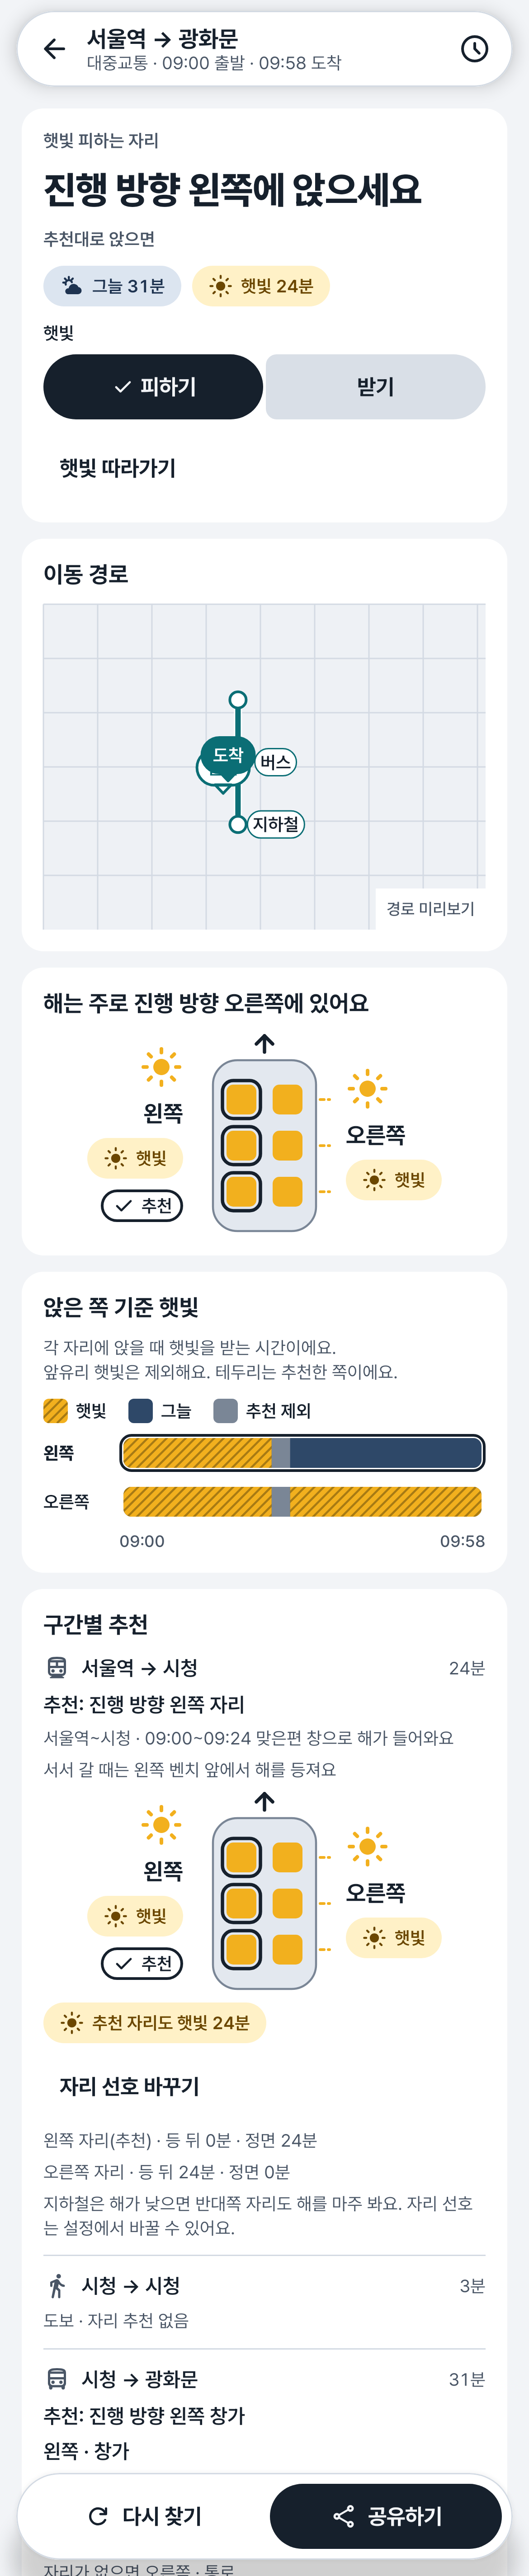 서울역 → 광화문
대중교통 · 09:00 출발 · 09:58 도착
햇빛 피하는 자리
진행 방향 왼쪽에 앉으세요
추천대로 앉으면
그늘 31분
햇빛 24분
햇빛
피하기
받기
햇빛 따라가기
이동 경로
도착
버스
지하철
경로 미리보기
해는 주로 진행 방향 오른쪽에 있어요
왼쪽
햇빛
추천
오른쪽
햇빛
앉은 쪽 기준 햇빛
각 자리에 앉을 때 햇빛을 받는 시간이에요.
앞유리 햇빛은 제외해요. 테두리는 추천한 쪽이에요.
햇빛 그늘 추천 제외
왼쪽
오른쪽
09:00 09:58
구간별 추천
서울역 → 시청 24분
추천: 진행 방향 왼쪽 자리
서울역~시청 · 09:00~09:24 맞은편 창으로 해가 들어와요
서서 갈 때는 왼쪽 벤치 앞에서 해를 등져요
왼쪽
햇빛
추천
오른쪽
햇빛
추천 자리도 햇빛 24분
자리 선호 바꾸기
왼쪽 자리(추천) · 등 뒤 0분 · 정면 24분
오른쪽 자리 · 등 뒤 24분 · 정면 0분
지하철은 해가 낮으면 반대쪽 자리도 해를 마주 봐요. 자리 선호
는 설정에서 바꿀 수 있어요.
시청 → 시청 3분
도보 · 자리 추천 없음
시청 → 광화문 31분
추천: 진행 방향 왼쪽 창가
왼쪽 · 창가
다시 찾기
공유하기
자리가 없으면 오른쪽 · 통로